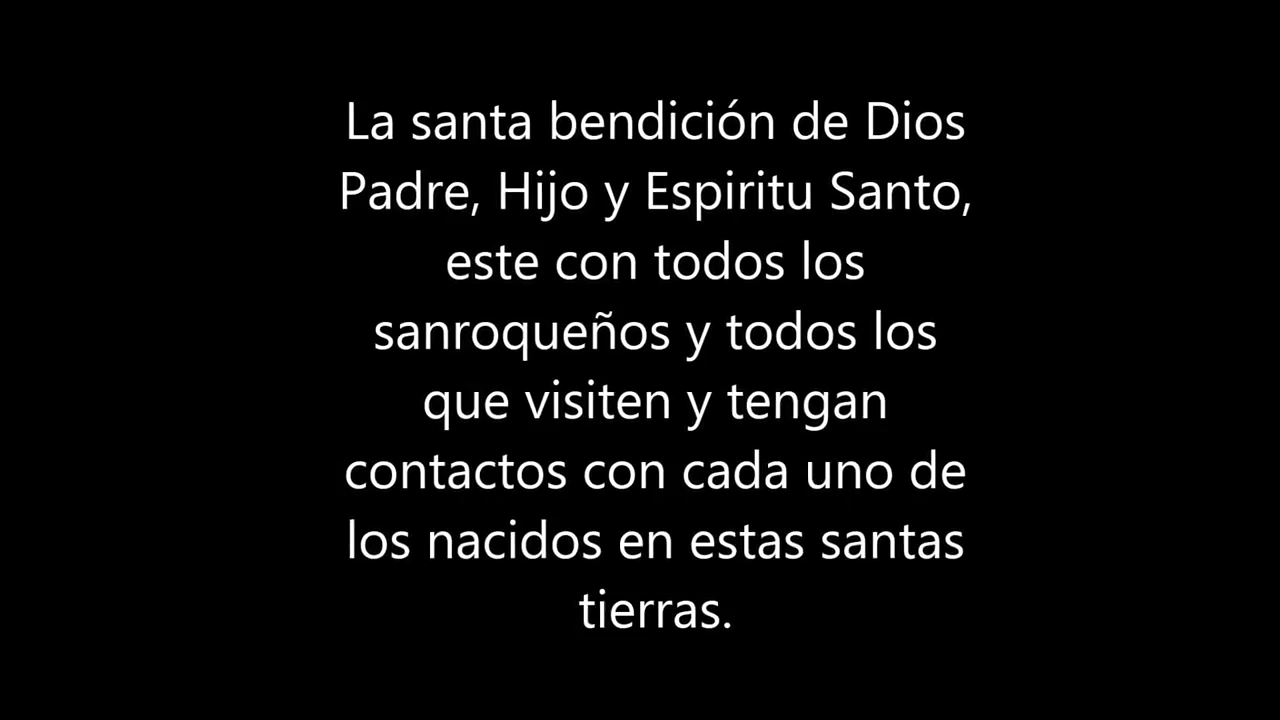 La santa bendición de Dios
Padre, Hijo y Espiritu Santo,
este con todos los
sanroqueños y todos los
que visiten y tengan
contactos con cada uno de
los nacidos en estas santas
tierras.